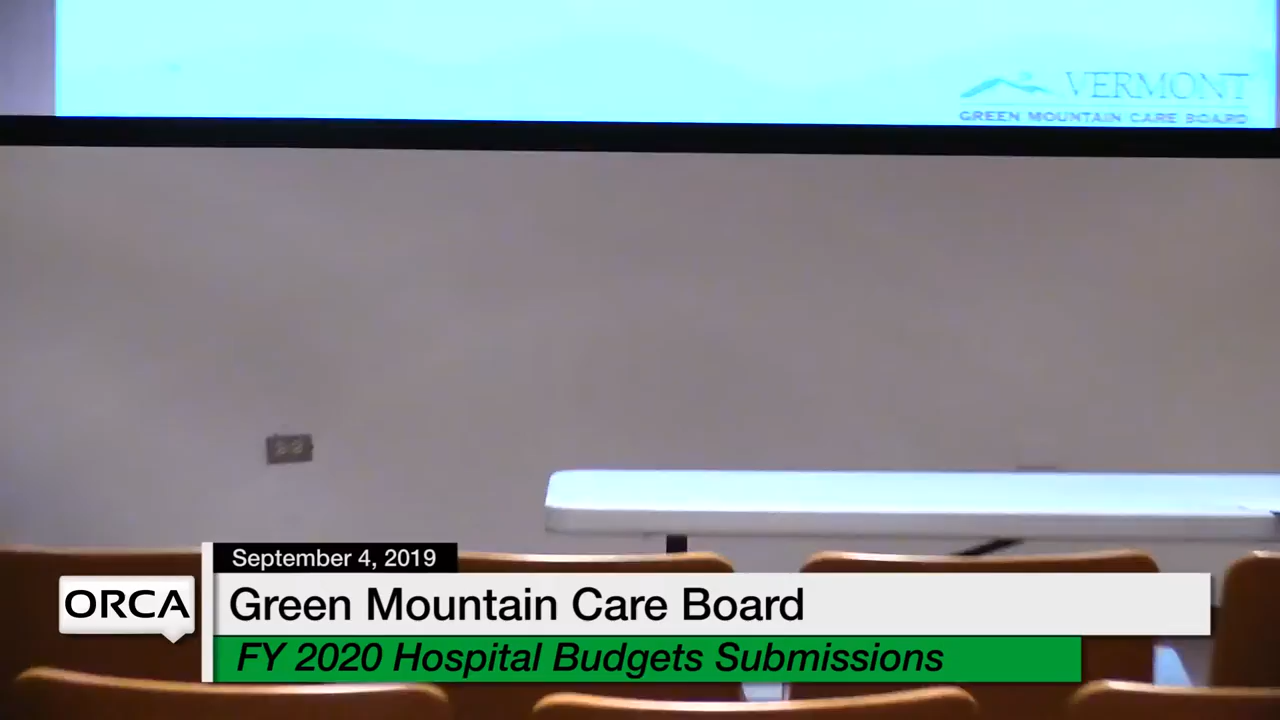 VERMONT
GREEN MOUNTAIN CARE BOARD
September 4, 2019
ORCA
Green Mountain Care Board
FY 2020 Hospital Budgets Submissions